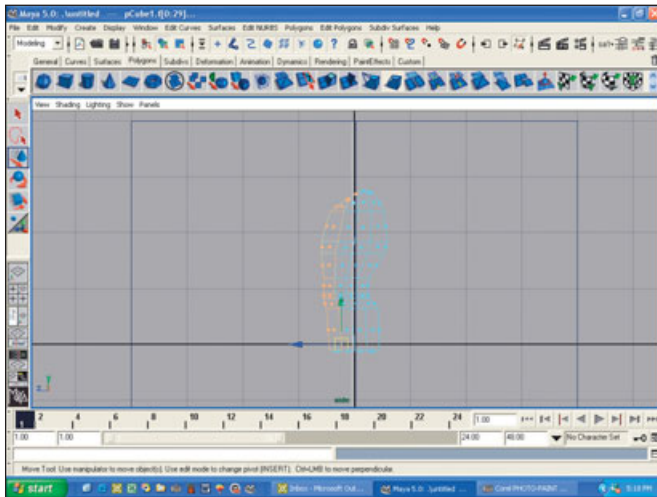 Maya 5.0: .\untitled --- pCube1.f[0:29]...
File Edit Modify Create Display Window Edit Curves Surfaces Edit NURBS Polygons Edit Polygons Subdiv Surfaces Help
Modeling
General Curves Surfaces Polygons Subdivs Deformation Animation Dynamics Rendering PaintEffects Custom
View Shading Lighting Show Panels
side
1 2 4 6 8 10 12 14 16 18 20 22 24 1.00
1.00 1.00 24.00 48.00 No Character Set
Move Tool: Use manipulator to move object(s). Use edit mode to change pivot (INSERT). Ctrl+LMB to move perpendicular.
start Inbox - Microsoft Out... Maya 5.0: .\untitled ... Corel PHOTO-PAINT ... 5:18 PM